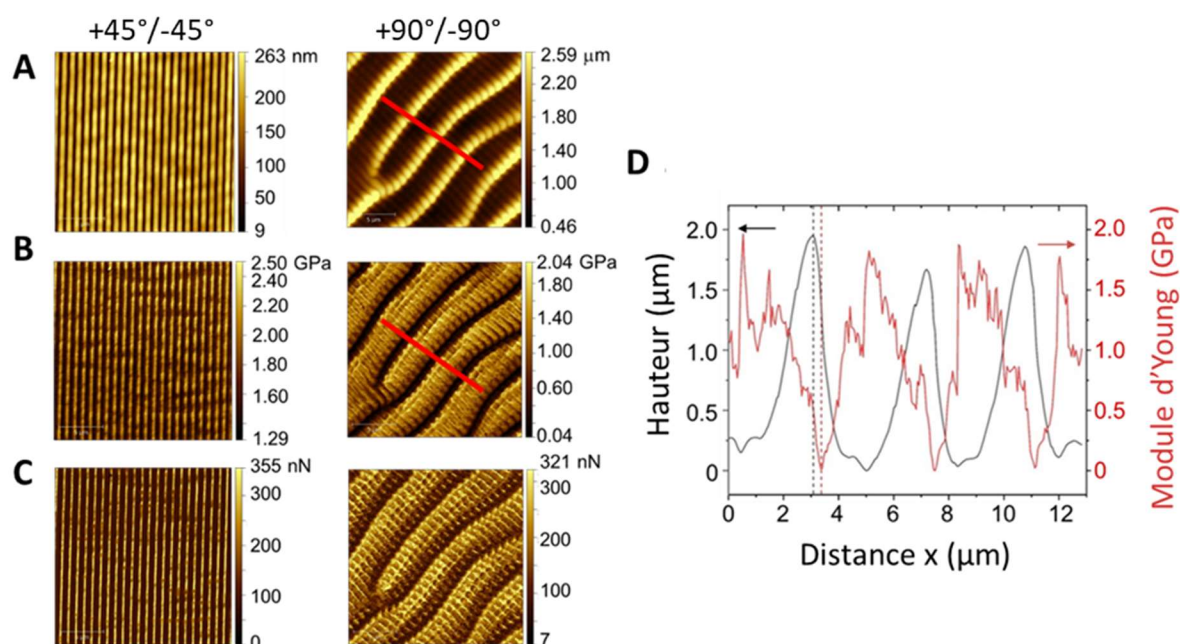 +45°/-45°
+90°/-90°
A
263 nm
200
150
100
50
9
2.59 μm
2.20
1.80
1.40
1.00
0.46
5 μm
B
2.50 GPa
2.40
2.00
1.80
1.60
1.29
2.04 GPa
1.80
1.40
1.00
0.60
0.04
C
355 nN
300
200
100
0
321 nN
300
200
100
7
D
Hauteur (μm)
2.0
1.5
1.0
0.5
0
2.0
1.5
1.0
0.5
0
Module d'Young (GPa)
0 2 4 6 8 10 12
Distance x (μm)